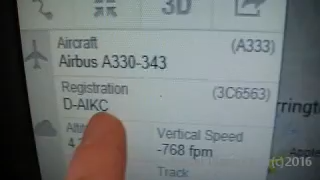 3D
Aircraft (A333)
Airbus A330-343
Registration (3C6563)
D-AIKC
Vertical Speed
-768 fpm
Track
(c)2016